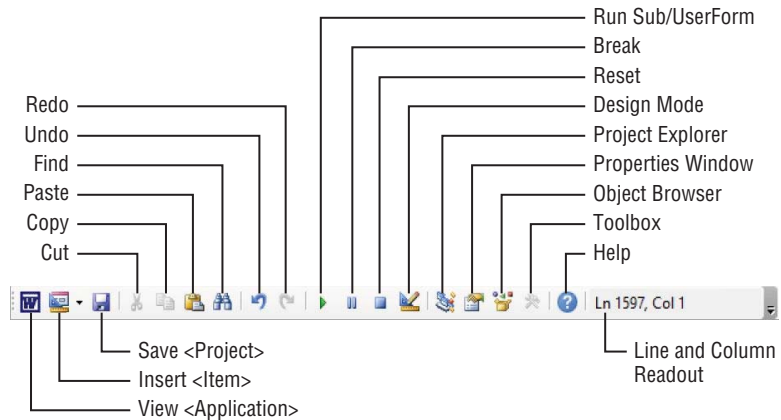 Run Sub/UserForm
Break
Reset
Design Mode
Project Explorer
Properties Window
Object Browser
Toolbox
Help
Redo
Undo
Find
Paste
Copy
Cut
W
Ln 1597, Col 1
Save <Project>
Insert <Item>
View <Application>
Line and Column
Readout